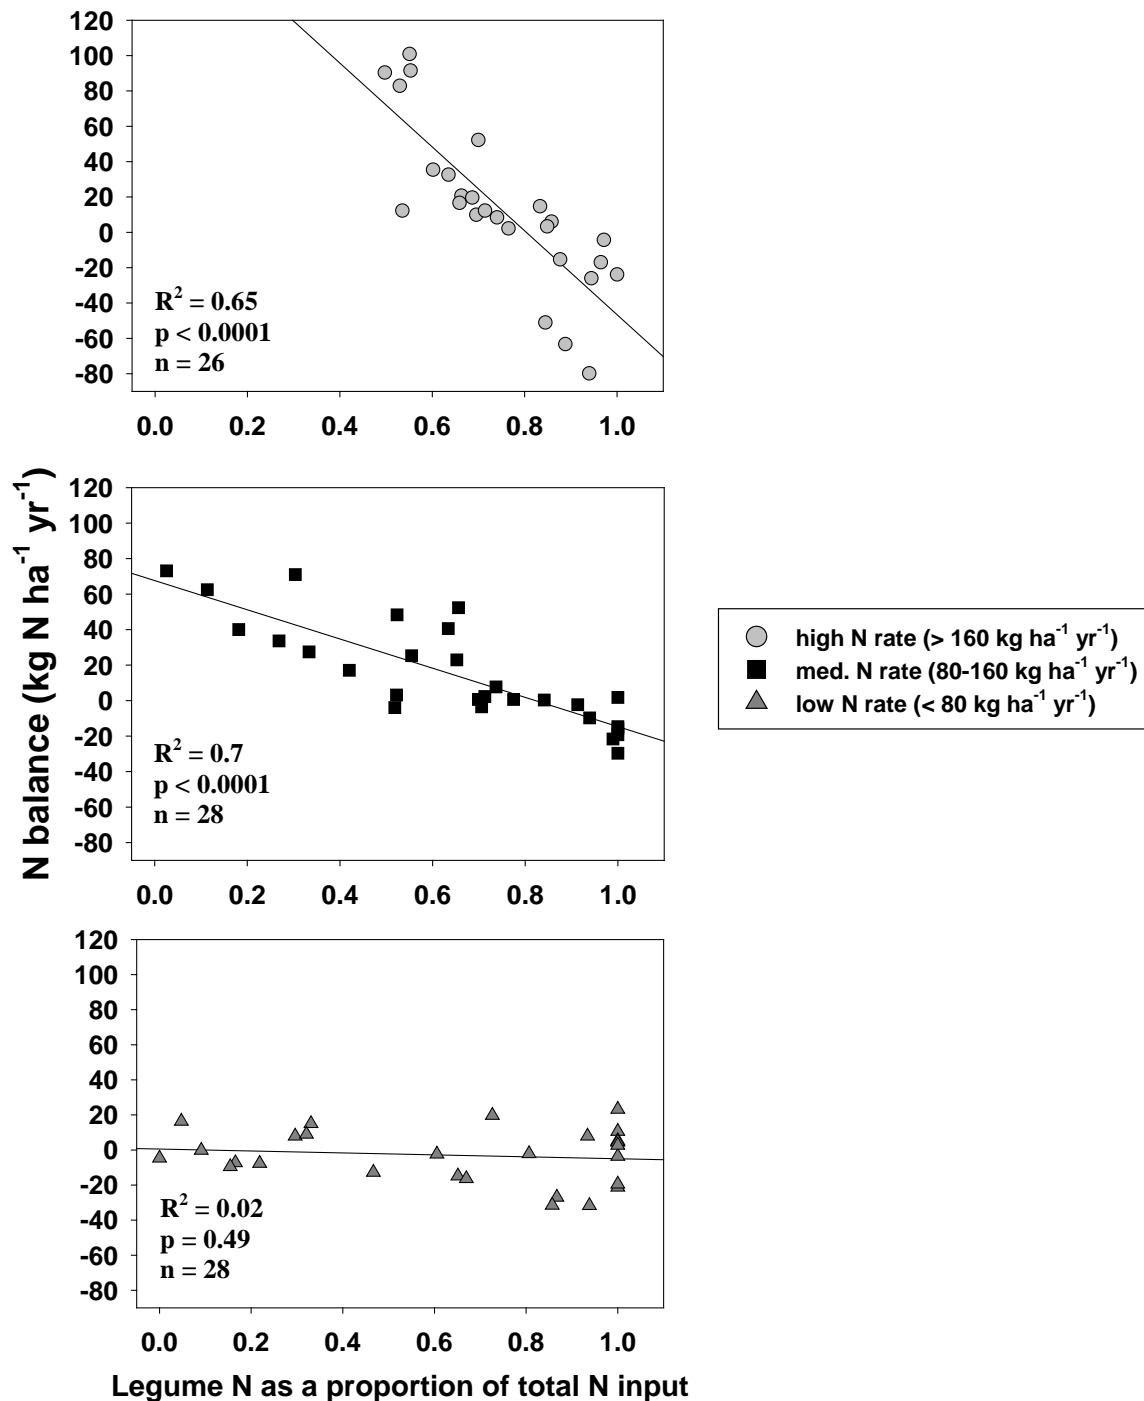 120
100
80
60
40
20
0
-20
-40
-60
-80
R² = 0.65
p < 0.0001
n = 26
0.0 0.2 0.4 0.6 0.8 1.0
N balance (kg N ha⁻¹ yr⁻¹)
120
100
80
60
40
20
0
-20
-40
-60
-80
R² = 0.7
p < 0.0001
n = 28
0.0 0.2 0.4 0.6 0.8 1.0
high N rate (> 160 kg ha⁻¹ yr⁻¹)
med. N rate (80-160 kg ha⁻¹ yr⁻¹)
low N rate (< 80 kg ha⁻¹ yr⁻¹)
120
100
80
60
40
20
0
-20
-40
-60
-80
R² = 0.02
p = 0.49
n = 28
0.0 0.2 0.4 0.6 0.8 1.0
Legume N as a proportion of total N input